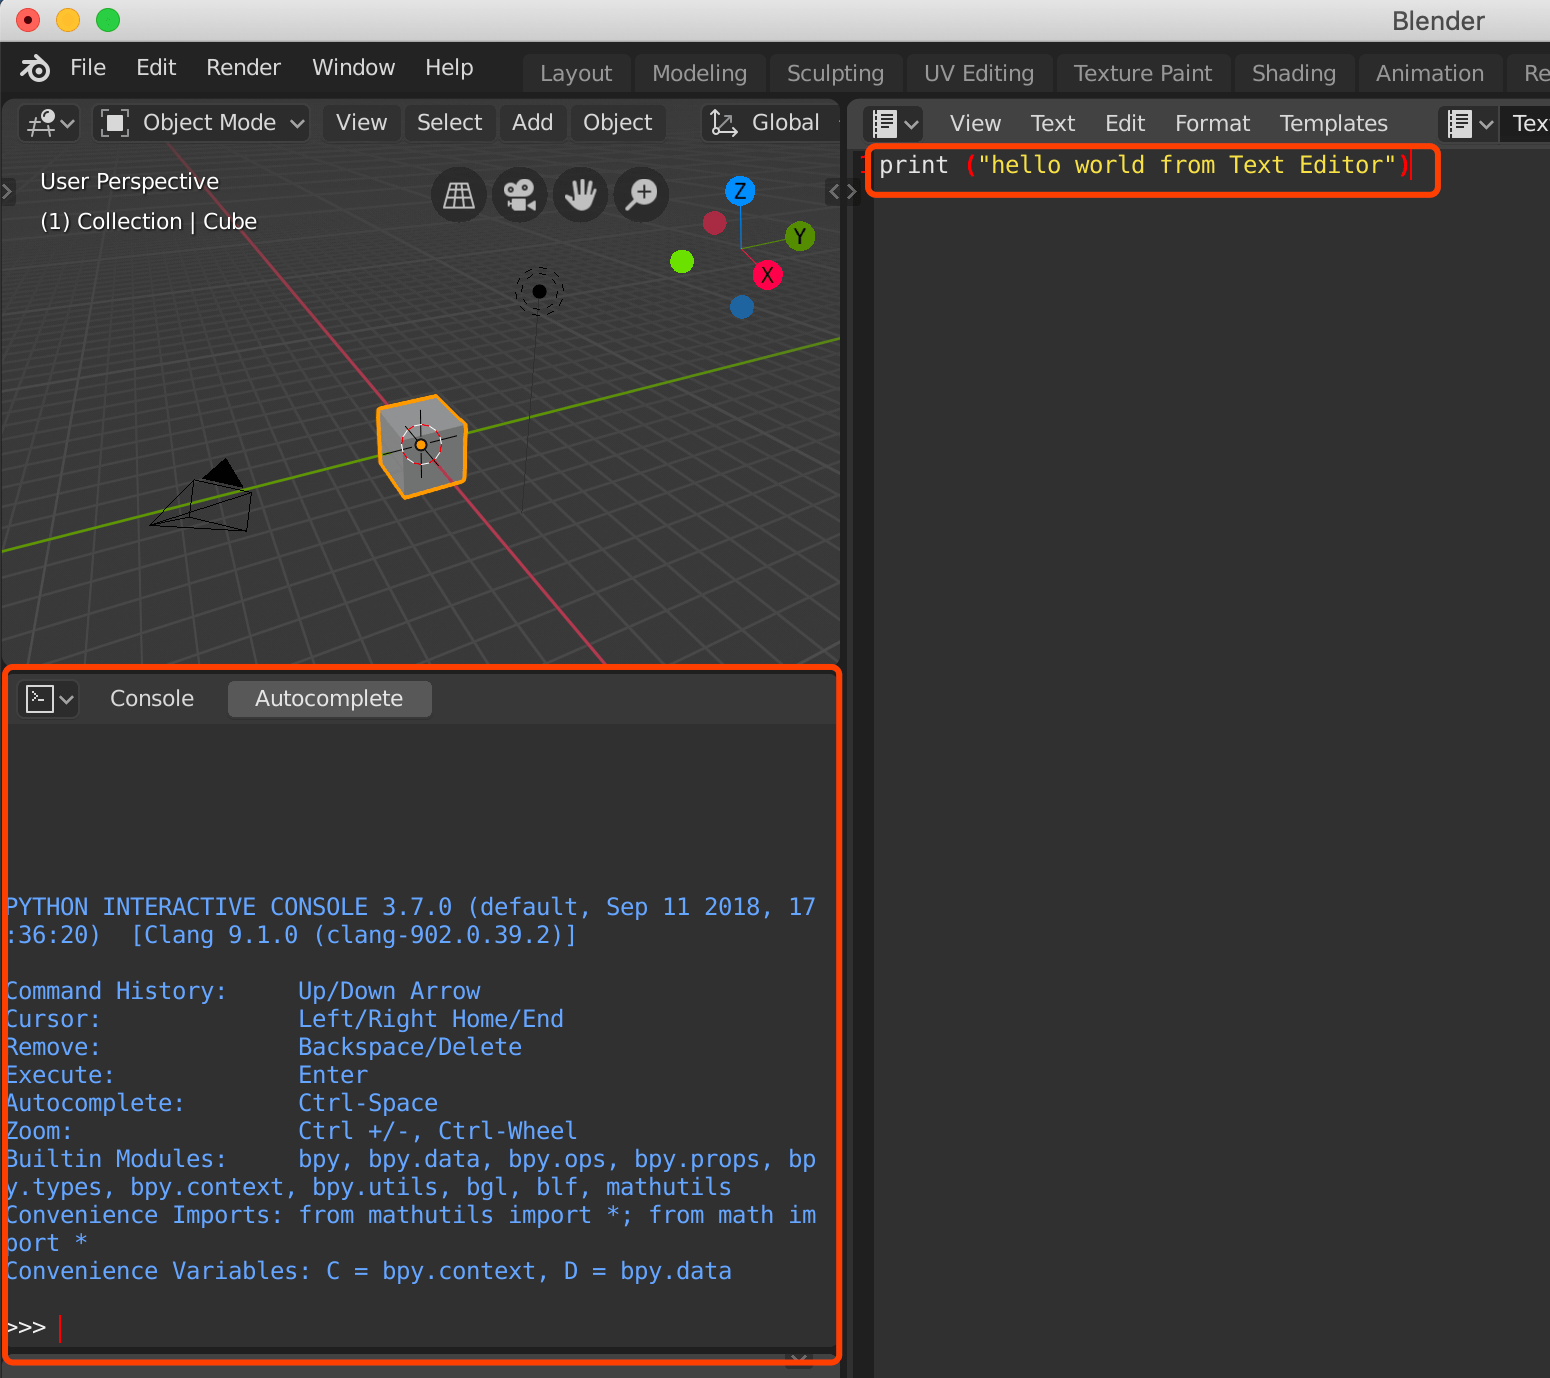 Blender
File Edit Render Window Help Layout Modeling Sculpting UV Editing Texture Paint Shading Animation Re
Object Mode View Select Add Object Global
User Perspective
(1) Collection | Cube
Z
Y
X
View Text Edit Format Templates Tex
1 print ("hello world from Text Editor")
Console Autocomplete
PYTHON INTERACTIVE CONSOLE 3.7.0 (default, Sep 11 2018, 17
:36:20)  [Clang 9.1.0 (clang-902.0.39.2)]
Command History:     Up/Down Arrow
Cursor:              Left/Right Home/End
Remove:              Backspace/Delete
Execute:             Enter
Autocomplete:        Ctrl-Space
Zoom:                Ctrl +/-, Ctrl-Wheel
Builtin Modules:     bpy, bpy.data, bpy.ops, bpy.props, bp
y.types, bpy.context, bpy.utils, bgl, blf, mathutils
Convenience Imports: from mathutils import *; from math im
port *
Convenience Variables: C = bpy.context, D = bpy.data
>>>